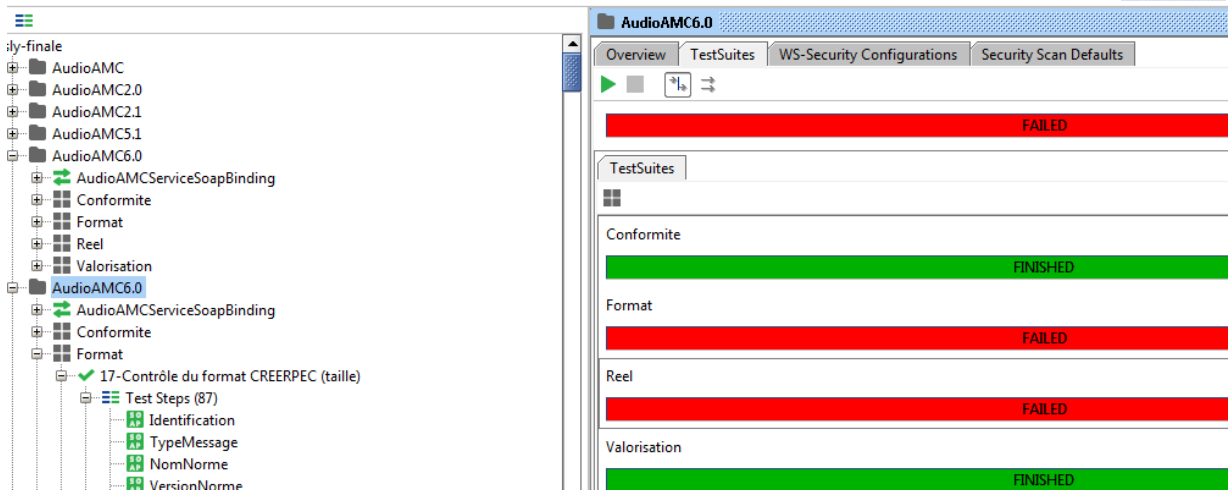 sly-finale
AudioAMC
AudioAMC2.0
AudioAMC2.1
AudioAMC5.1
AudioAMC6.0
AudioAMCServiceSoapBinding
Conformite
Format
Reel
Valorisation
AudioAMC6.0
AudioAMCServiceSoapBinding
Conformite
Format
17-Contrôle du format CREERPEC (taille)
Test Steps (87)
Identification
TypeMessage
NomNorme
VersionNorme
AudioAMC6.0
Overview TestSuites WS-Security Configurations Security Scan Defaults
FAILED
TestSuites
Conformite
FINISHED
Format
FAILED
Reel
FAILED
Valorisation
FINISHED